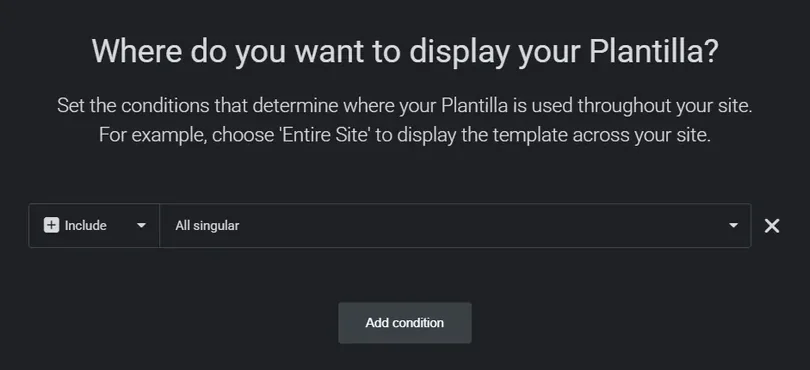 Where do you want to display your Plantilla?
Set the conditions that determine where your Plantilla is used throughout your site.
For example, choose 'Entire Site' to display the template across your site.
Include
All singular
Add condition